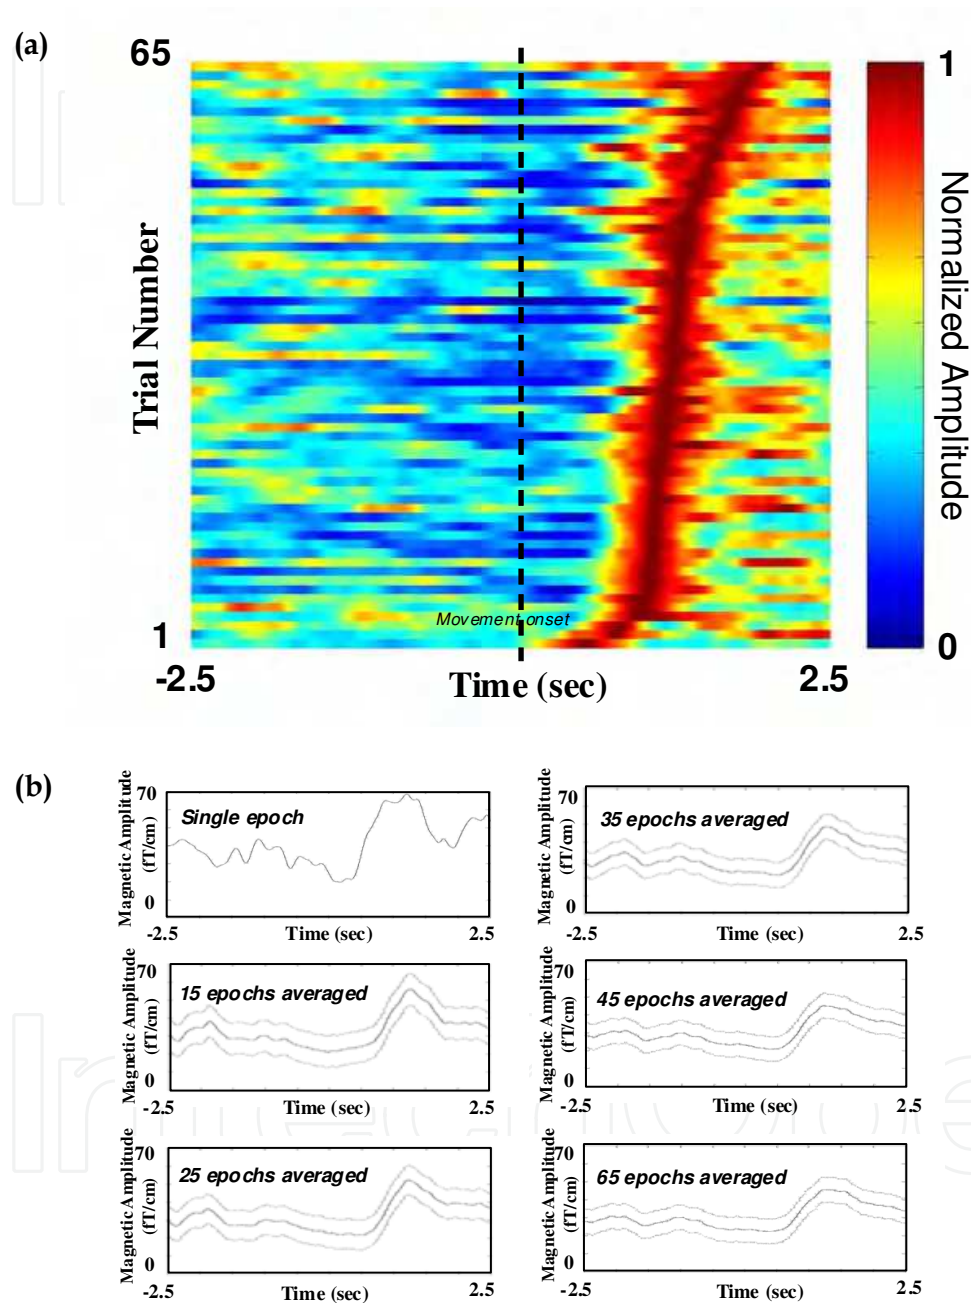 (a)
65
Trial Number
1
Movement onset
-2.5
Time (sec)
2.5
1
Normalized Amplitude
0
(b)
Magnetic Amplitude
(fT/cm)
70
0
Single epoch
-2.5
Time (sec)
2.5
Magnetic Amplitude
(fT/cm)
70
0
35 epochs averaged
-2.5
Time (sec)
2.5
Magnetic Amplitude
(fT/cm)
70
0
15 epochs averaged
-2.5
Time (sec)
2.5
Magnetic Amplitude
(fT/cm)
70
0
45 epochs averaged
-2.5
Time (sec)
2.5
Magnetic Amplitude
(fT/cm)
70
0
25 epochs averaged
-2.5
Time (sec)
2.5
Magnetic Amplitude
(fT/cm)
70
0
65 epochs averaged
-2.5
Time (sec)
2.5